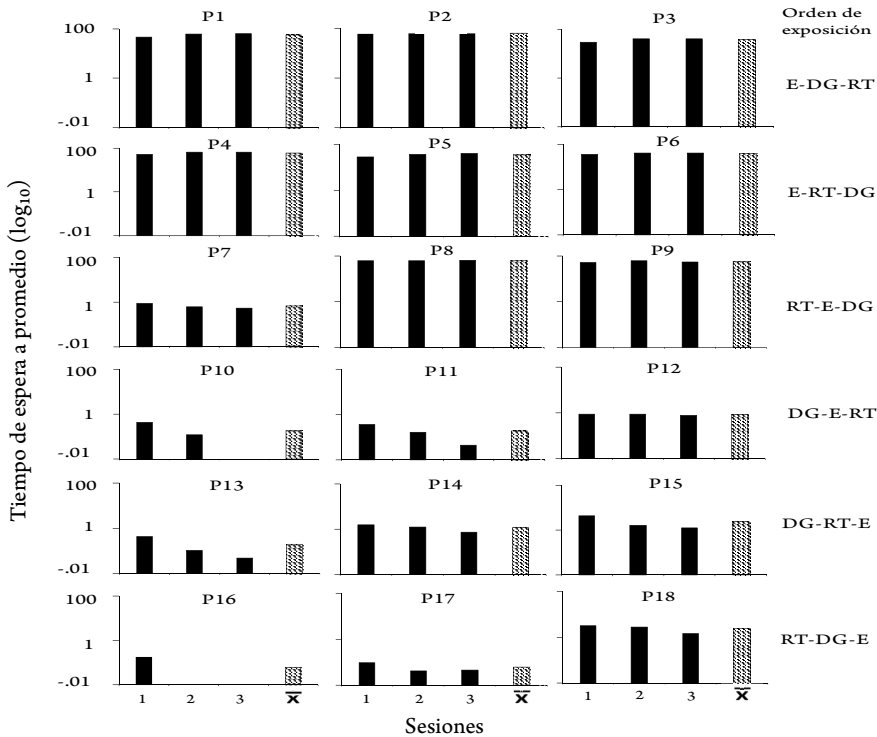 P1
P2
P3
Orden de
exposición
100
1
-.01
E-DG-RT
P4
P5
P6
100
1
-.01
E-RT-DG
P7
P8
P9
100
1
-.01
RT-E-DG
P10
P11
P12
100
1
-.01
DG-E-RT
P13
P14
P15
100
1
-.01
DG-RT-E
P16
P17
P18
100
1
-.01
RT-DG-E
1 2 3 x̄
1 2 3 x̄
1 2 3 x̄
Sesiones
Tiempo de espera a promedio (log₁₀)